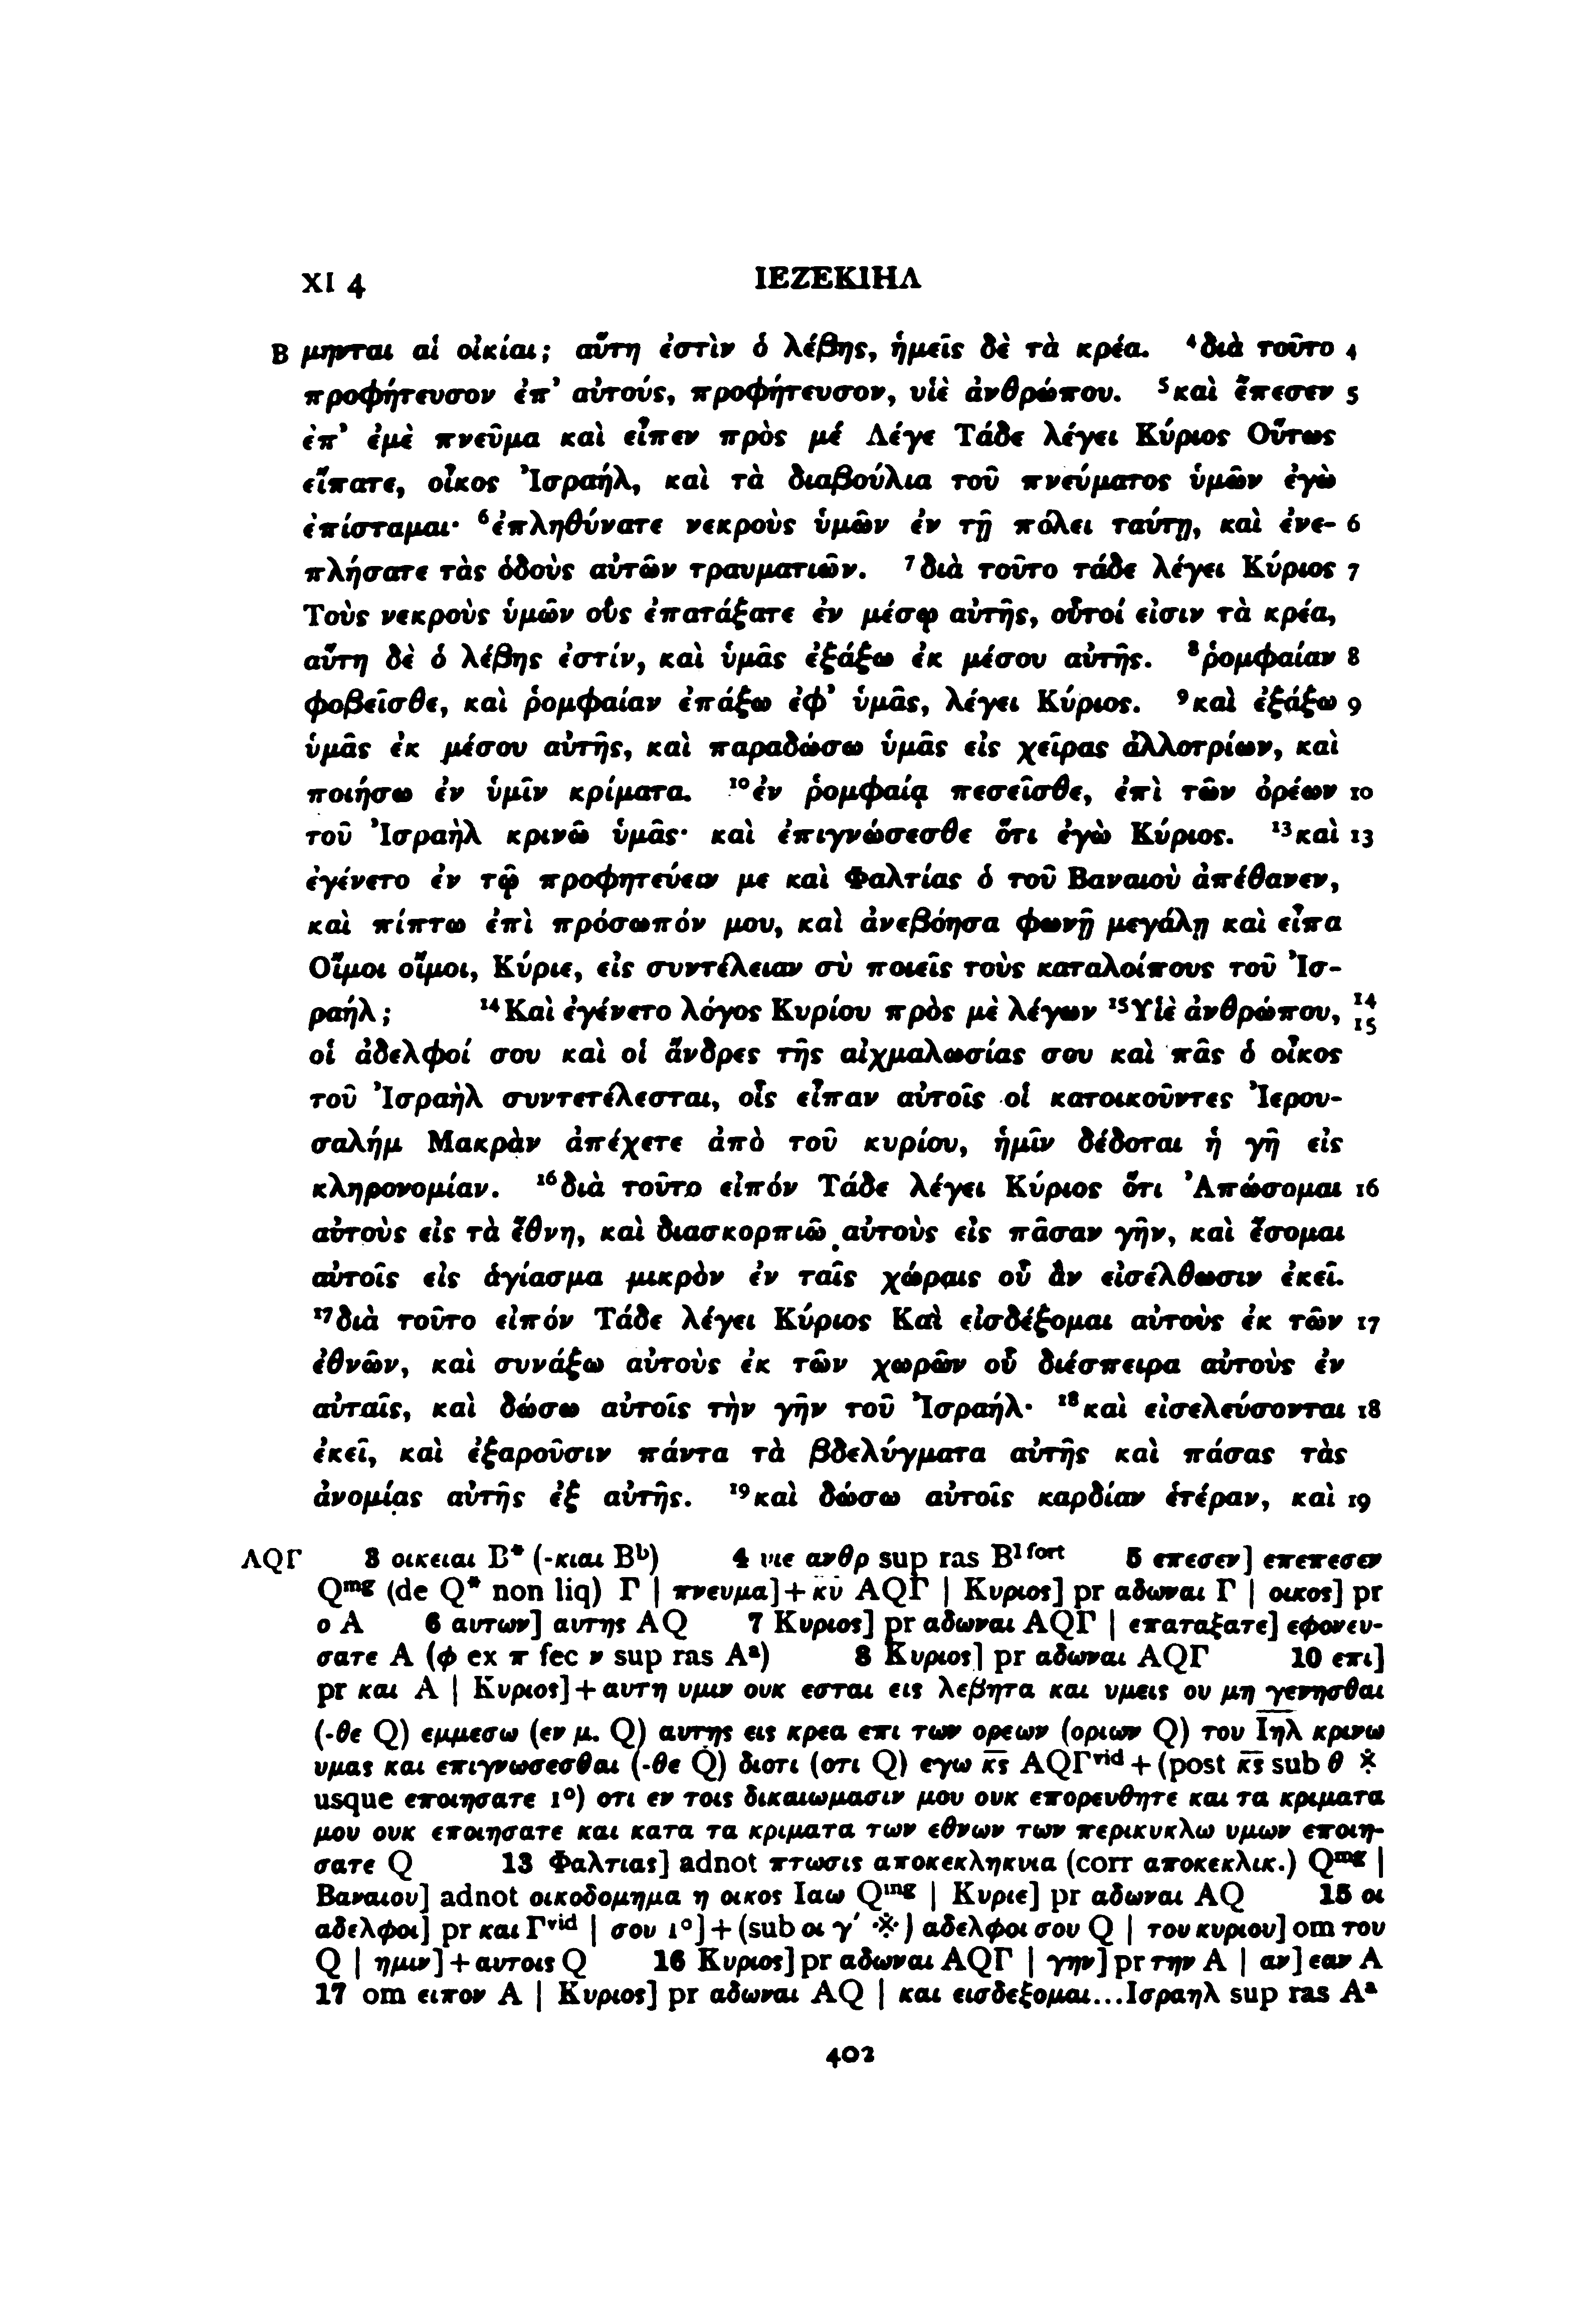 XI 4 ΙΕΖΕΚΙΗΛ
B μηνται αἱ οἰκίαι; αὕτη ἐστὶν ὁ λέβης, ἡμεῖς δὲ τὰ κρέα. ⁴διὰ τοῦτο 4
προφήτευσον ἐπ’ αὐτούς, προφήτευσον, υἱὲ ἀνθρώπου. ⁵καὶ ἔπεσεν 5
ἐπ’ ἐμὲ πνεῦμα καὶ εἶπεν πρὸς μέ Λέγε Τάδε λέγει Κύριος Οὕτως
εἴπατε, οἶκος Ἰσραήλ, καὶ τὰ διαβούλια τοῦ πνεύματος ὑμῶν ἐγὼ
ἐπίσταμαι· ⁶ἐπληθύνατε νεκροὺς ὑμῶν ἐν τῇ πόλει ταύτῃ, καὶ ἐνε- 6
πλήσατε τὰς ὁδοὺς αὐτῶν τραυματιῶν. ⁷διὰ τοῦτο τάδε λέγει Κύριος 7
Τοὺς νεκροὺς ὑμῶν οὓς ἐπατάξατε ἐν μέσῳ αὐτῆς, οὗτοί εἰσιν τὰ κρέα,
αὕτη δὲ ὁ λέβης ἐστίν, καὶ ὑμᾶς ἐξάξω ἐκ μέσου αὐτῆς. ⁸ῥομφαίαν 8
φοβεῖσθε, καὶ ῥομφαίαν ἐπάξω ἐφ’ ὑμᾶς, λέγει Κύριος. ⁹καὶ ἐξάξω 9
ὑμᾶς ἐκ μέσου αὐτῆς, καὶ παραδώσω ὑμᾶς εἰς χεῖρας ἀλλοτρίων, καὶ
ποιήσω ἐν ὑμῖν κρίματα. ¹⁰ἐν ῥομφαίᾳ πεσεῖσθε, ἐπὶ τῶν ὀρέων 10
τοῦ Ἰσραὴλ κρινῶ ὑμᾶς· καὶ ἐπιγνώσεσθε ὅτι ἐγὼ Κύριος. ¹³καὶ 13
ἐγένετο ἐν τῷ προφητεύειν με καὶ Φαλτίας ὁ τοῦ Βαναιοὺ ἀπέθανεν,
καὶ πίπτω ἐπὶ πρόσωπόν μου, καὶ ἀνεβόησα φωνῇ μεγάλῃ καὶ εἶπα
Οἴμοι οἴμοι, Κύριε, εἰς συντέλειαν σὺ ποιεῖς τοὺς καταλοίπους τοῦ Ἰσ-
ραήλ; ¹⁴Καὶ ἐγένετο λόγος Κυρίου πρὸς μὲ λέγων ¹⁵Υἱὲ ἀνθρώπου, 14 15
οἱ ἀδελφοί σου καὶ οἱ ἄνδρες τῆς αἰχμαλωσίας σου καὶ πᾶς ὁ οἶκος
τοῦ Ἰσραὴλ συντετέλεσται, οἷς εἶπαν αὐτοῖς οἱ κατοικοῦντες Ἰερου-
σαλήμ Μακρὰν ἀπέχετε ἀπὸ τοῦ κυρίου, ἡμῖν δέδοται ἡ γῆ εἰς
κληρονομίαν. ¹⁶διὰ τοῦτο εἰπόν Τάδε λέγει Κύριος ὅτι Ἀπώσομαι 16
αὐτοὺς εἰς τὰ ἔθνη, καὶ διασκορπιῶ αὐτοὺς εἰς πᾶσαν γῆν, καὶ ἔσομαι
αὐτοῖς εἰς ἁγίασμα μικρὸν ἐν ταῖς χώραις οὗ ἂν εἰσέλθωσιν ἐκεῖ.
¹⁷διὰ τοῦτο εἰπόν Τάδε λέγει Κύριος Καὶ εἰσδέξομαι αὐτοὺς ἐκ τῶν 17
ἐθνῶν, καὶ συνάξω αὐτοὺς ἐκ τῶν χωρῶν οὗ διέσπειρα αὐτοὺς ἐν
αὐταῖς, καὶ δώσω αὐτοῖς τὴν γῆν τοῦ Ἰσραήλ· ¹⁸καὶ εἰσελεύσονται 18
ἐκεῖ, καὶ ἐξαροῦσιν πάντα τὰ βδελύγματα αὐτῆς καὶ πάσας τὰς
ἀνομίας αὐτῆς ἐξ αὐτῆς. ¹⁹καὶ δώσω αὐτοῖς καρδίαν ἑτέραν, καὶ 19
AQΓ 3 οικειαι B* (-κιαι Bᵇ) 4 υιε ανθρ sup ras B¹ᶠᵒʳᵗ 5 επεσεν] επεπεσεν
Qᵐᵍ (de Q* non liq) Γ | πνευμα]+κ̅υ̅ AQΓ | Κυριος] pr αδωναι Γ | οικος] pr
ο A 6 αυτων] αυτης AQ 7 Κυριος] pr αδωναι AQΓ | επαταξατε] εφονευ-
σατε A (φ ex π fec ν sup ras Aᵃ) 8 Κυριος] pr αδωναι AQΓ 10 επι]
pr και A | Κυριος]+αυτη υμιν ουκ εσται εις λεβητα και υμεις ου μη γενησθαι
(-θε Q) εμμεσω (εν μ. Q) αυτης εις κρεα επι των ορεων (οριων Q) του Ι̅η̅λ̅ κρινω
υμας και επιγνωσεσθαι (-θε Q) διοτι (οτι Q) εγω κ̅ς̅ AQΓᵛⁱᵈ+(post κ̅ς̅ sub θ ※
usque εποιησατε 1°) οτι εν τοις δικαιωμασιν μου ουκ επορευθητε και τα κριματα
μου ουκ εποιησατε και κατα τα κριματα των εθνων των περικυκλω υμων εποιη-
σατε Q 13 Φαλτιας] adnot πτωσις αποκεκληκυια (corr αποκεκλικ.) Qᵐᵍ |
Βαναιου] adnot οικοδομημα η οικος Ιαω Qᵐᵍ | Κυριε] pr αδωναι AQ 15 οι
αδελφοι] pr και Γᵛⁱᵈ | σου 1°]+(sub οι γ′ ※) αδελφοι σου Q | του κυριου] om του
Q | ημιν]+αυτοις Q 16 Κυριος] pr αδωναι AQΓ | γην] pr την A | αν] εαν A
17 om ειπον A | Κυριος] pr αδωναι AQ | και εισδεξομαι...Ισραηλ sup ras Aᵃ
402